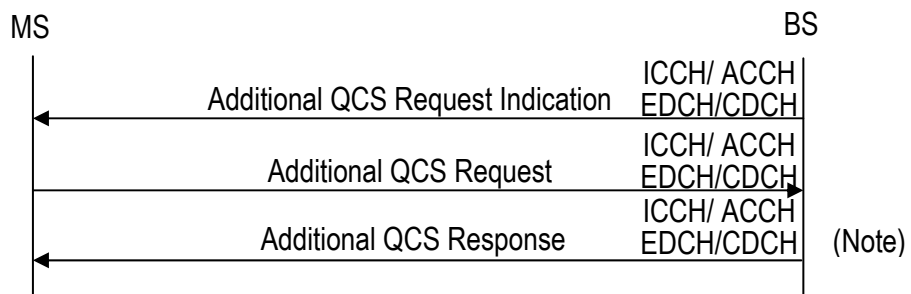 MS
BS
ICCH/ ACCH
Additional QCS Request Indication
EDCH/CDCH
ICCH/ ACCH
Additional QCS Request
EDCH/CDCH
ICCH/ ACCH
Additional QCS Response
EDCH/CDCH
(Note)